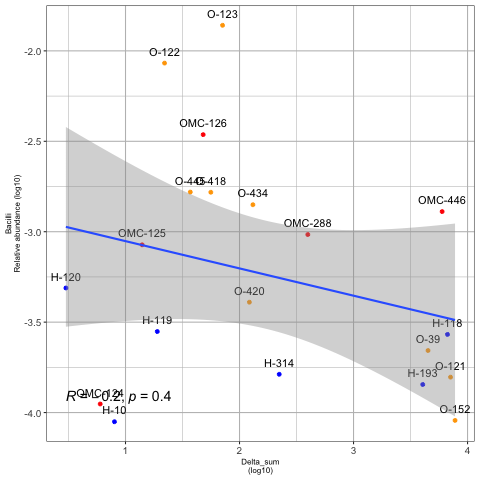 O-123
-2.0
O-122
OMC-126
-2.5
O-445
O-418
O-434
OMC-446
OMC-288
OMC-125
-3.0
H-120
O-420
H-118
H-119
-3.5
O-39
O-121
H-314
H-193
OMC-124
R = -0.2, p = 0.4
H-10
O-152
-4.0
1 2 3 4
Delta_sum
(log10)
Bacilli
Relative abundance (log10)